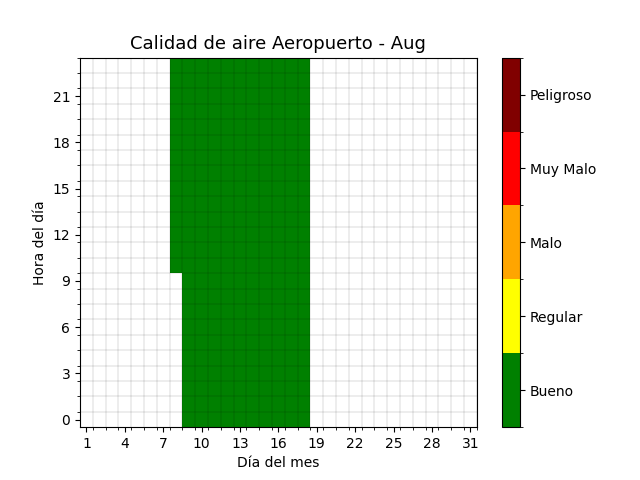 Calidad de aire Aeropuerto - Aug
Hora del día
21
18
15
12
9
6
3
0
1 4 7 10 13 16 19 22 25 28 31
Día del mes
Peligroso
Muy Malo
Malo
Regular
Bueno